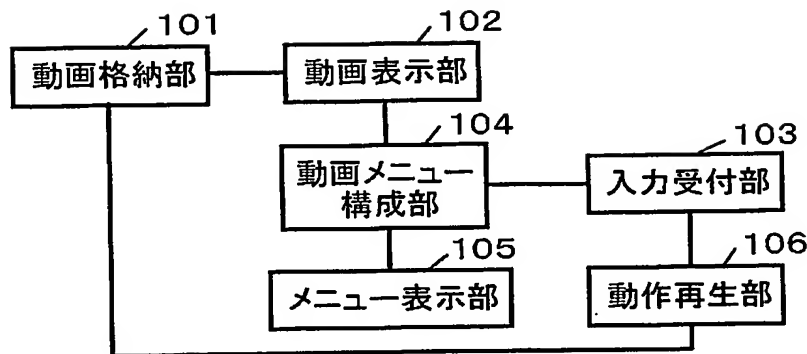 101
動画格納部
102
動画表示部
104
動画メニュー
構成部
103
入力受付部
105
メニュー表示部
106
動作再生部